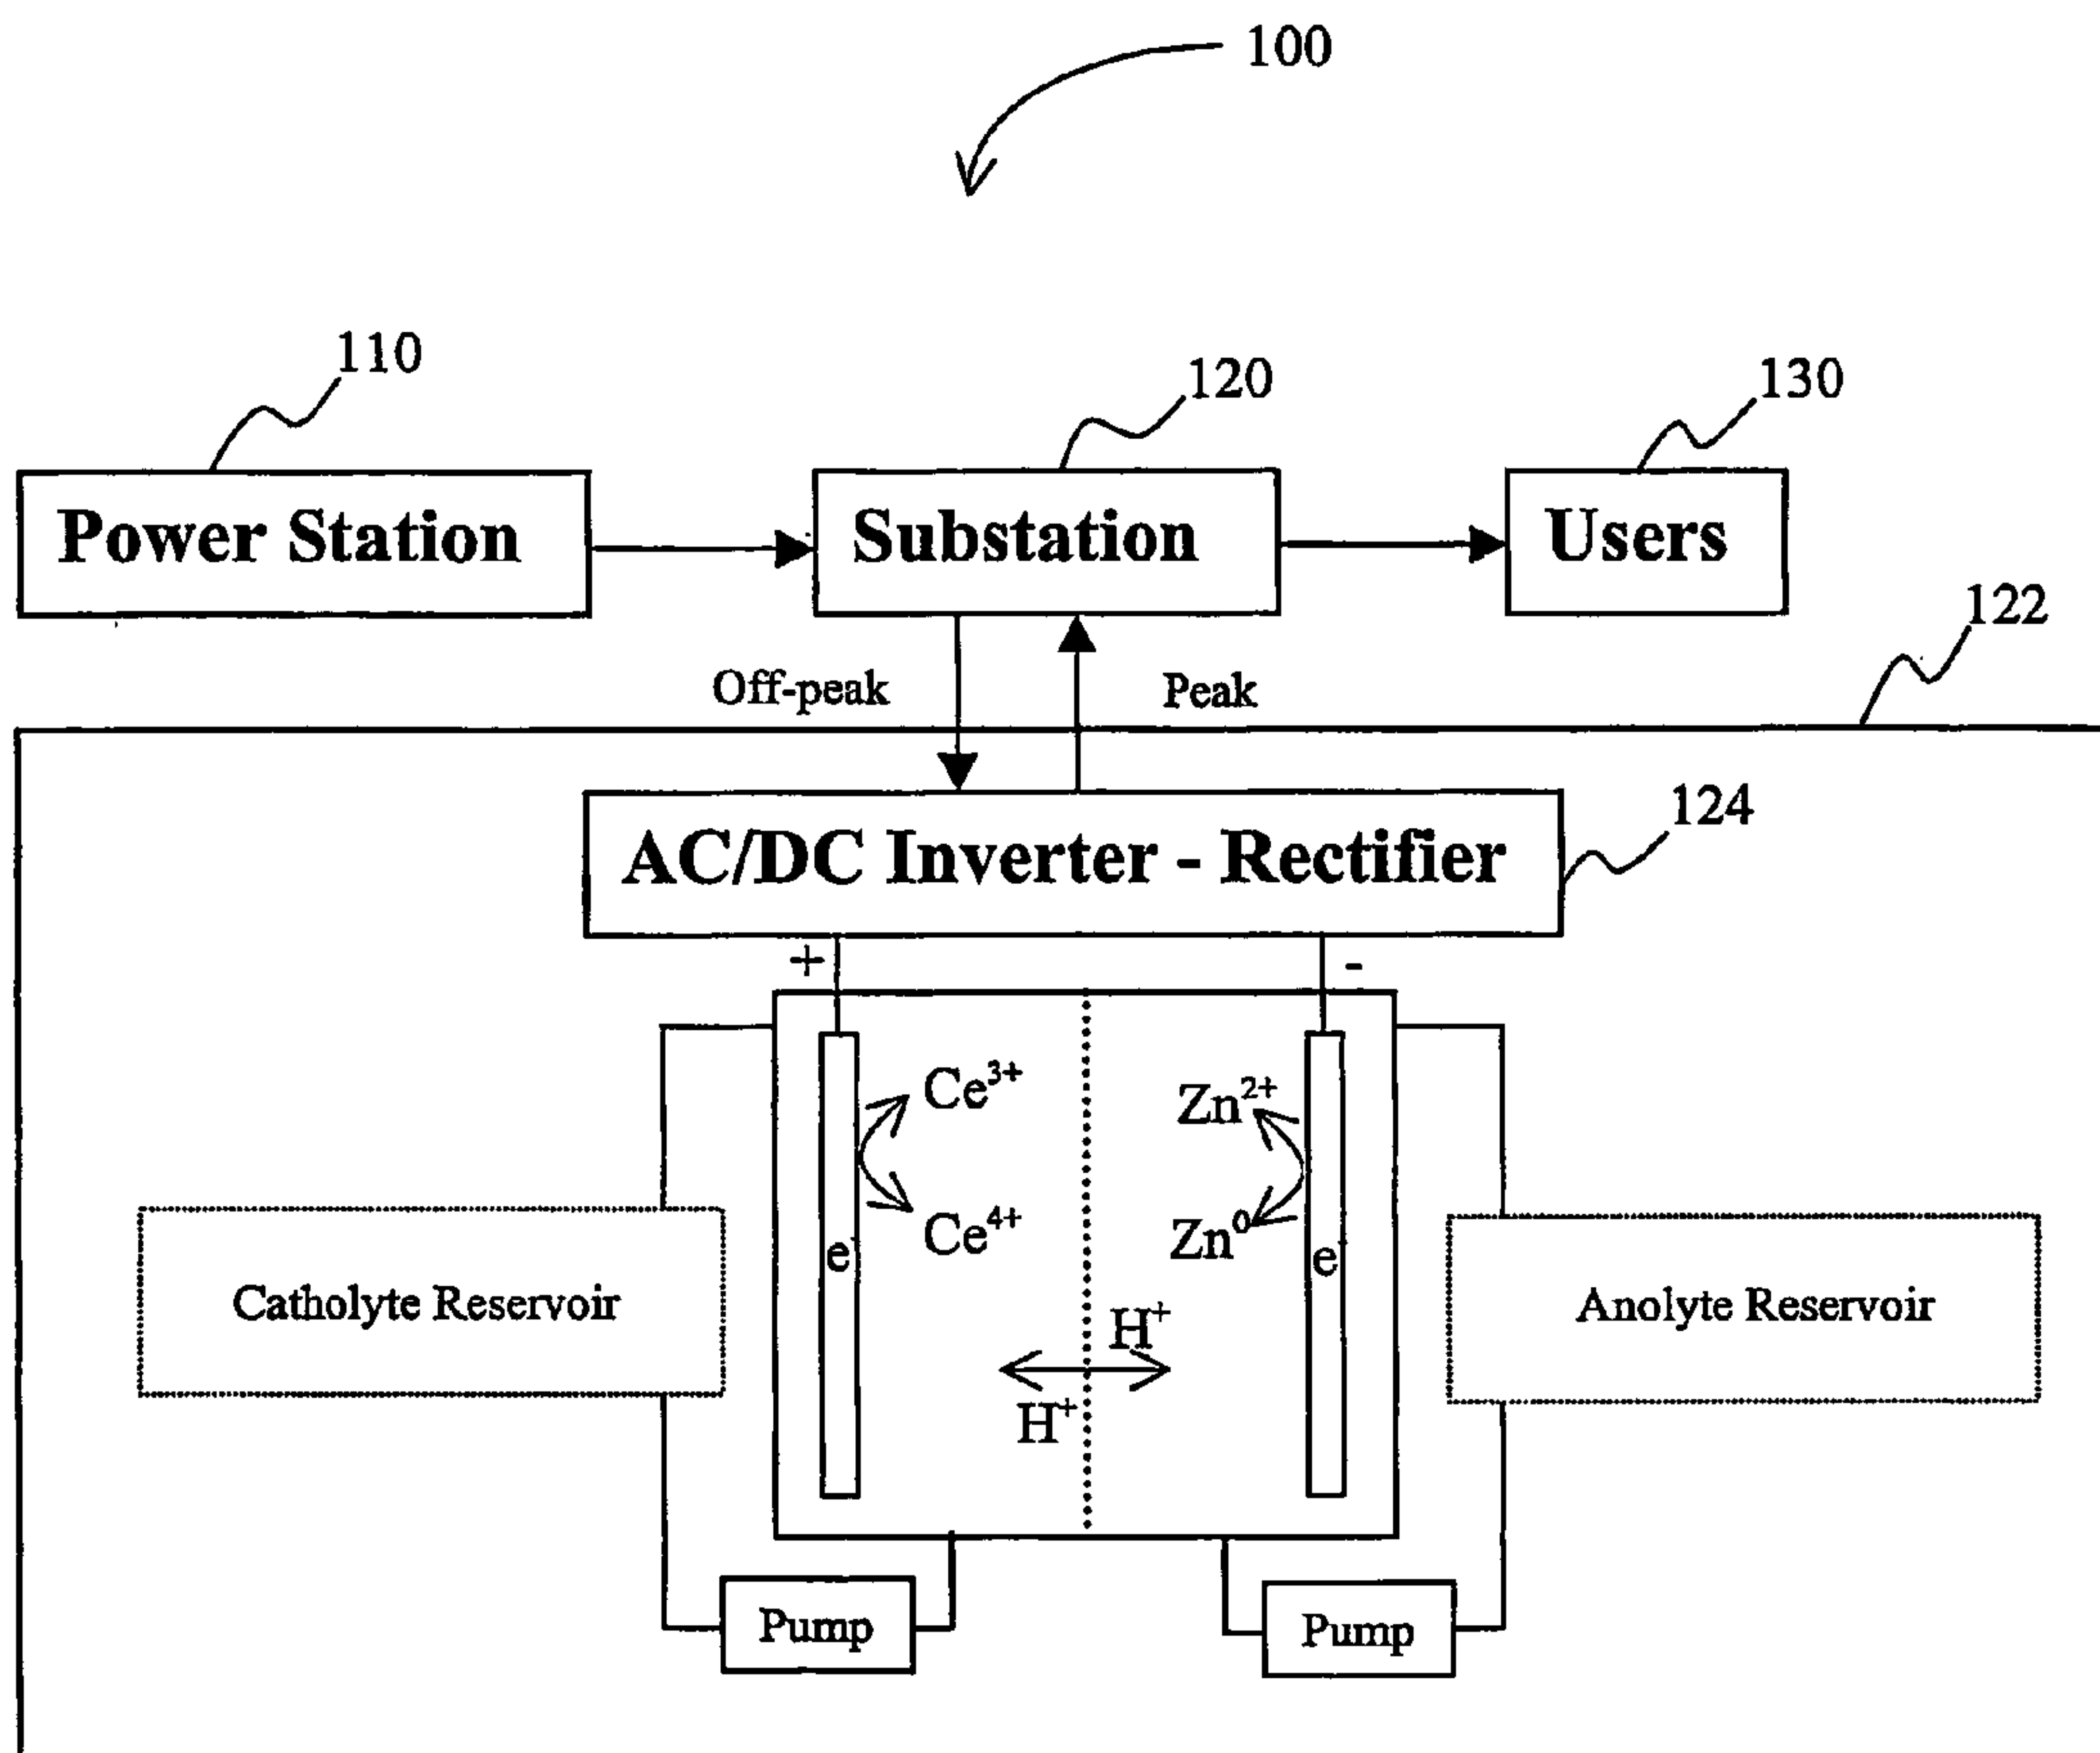 100
110
120
130
Power Station
Substation
Users
122
Off-peak
Peak
124
AC/DC Inverter - Rectifier
+
-
Ce³⁺
Zn²⁺
Ce⁴⁺
Zn⁰
e⁻
e⁻
Catholyte Reservoir
Anolyte Reservoir
H⁺
H⁺
Pump
Pump